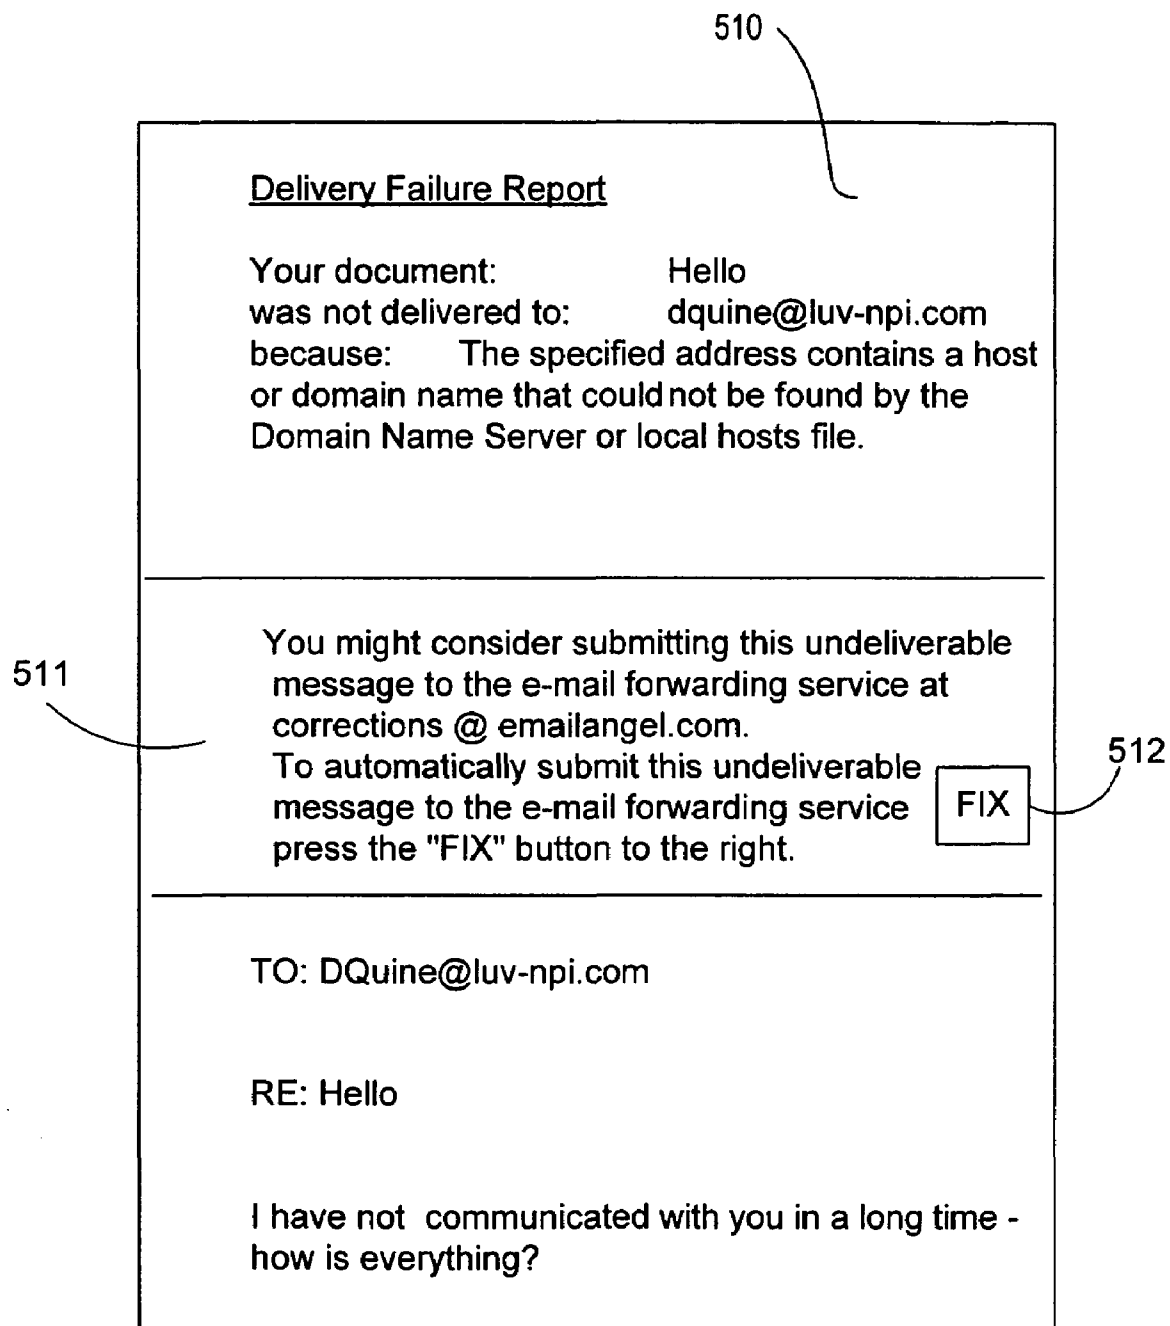 510
Delivery Failure Report
Your document: Hello
was not delivered to: dquine@luv-npi.com
because: The specified address contains a host
or domain name that could not be found by the
Domain Name Server or local hosts file.
511
You might consider submitting this undeliverable
message to the e-mail forwarding service at
corrections @ emailangel.com.
To automatically submit this undeliverable
message to the e-mail forwarding service
press the "FIX" button to the right.
FIX
512
TO: DQuine@luv-npi.com
RE: Hello
I have not communicated with you in a long time -
how is everything?